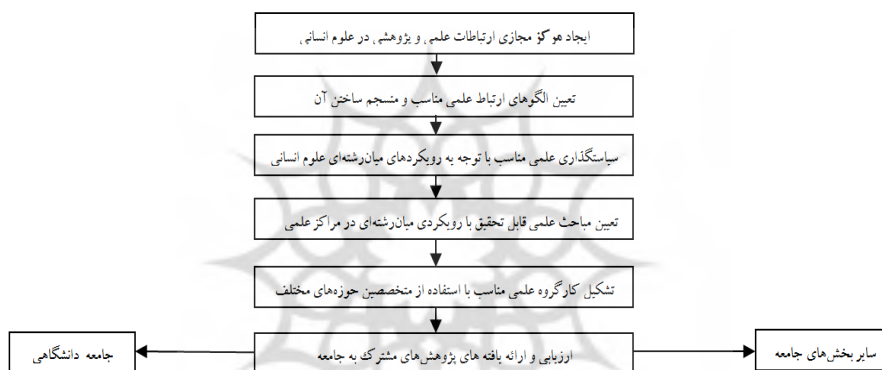 ایجاد مرکز مجازی ارتباطات علمی و پژوهشی در علوم انسانی
تعیین الگوهای ارتباط علمی مناسب و منسجم ساختن آن
سیاستگذاری علمی مناسب با توجه به رویکردهای میان‌رشته‌ای علوم انسانی
تعیین مباحث علمی قابل تحقیق با رویکردی میان‌رشته‌ای در مراکز علمی
تشکیل کارگروه علمی مناسب با استفاده از متخصصین حوزه‌های مختلف
سایر بخش‌های جامعه
ارزیابی و ارائه یافته های پژوهش‌های مشترک به جامعه
جامعه دانشگاهی